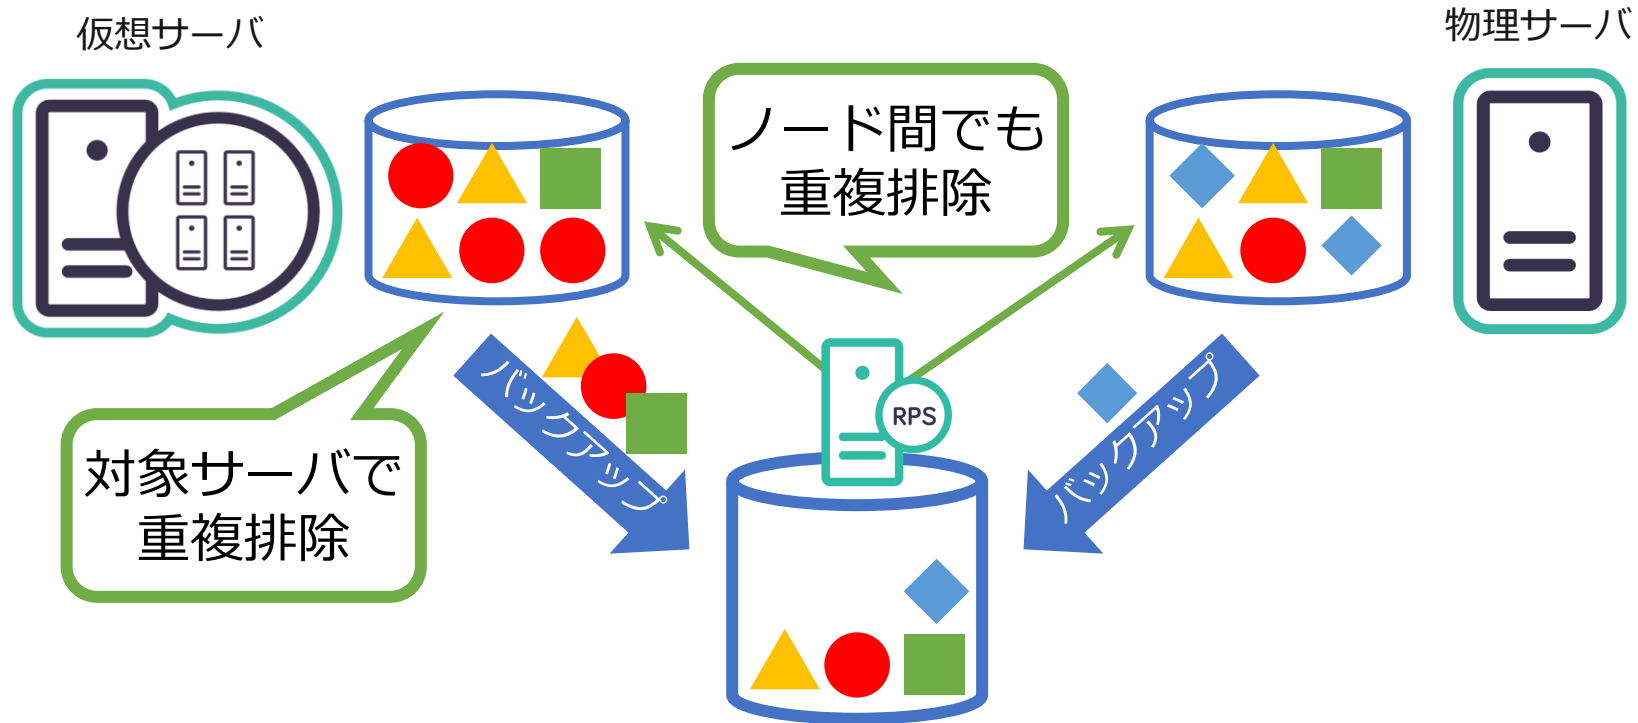 仮想サーバ
物理サーバ
ノード間でも
重複排除
対象サーバで
重複排除
バックアップ
バックアップ
RPS